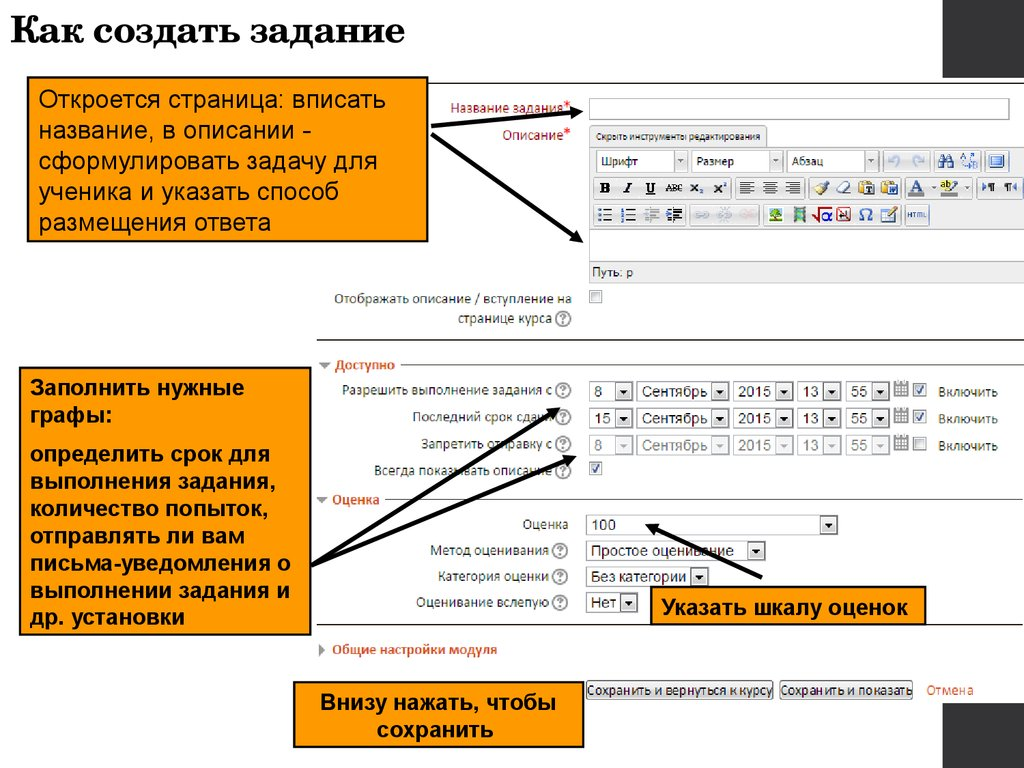 Как создать задание
Откроется страница: вписать
название, в описании -
сформулировать задачу для
ученика и указать способ
размещения ответа
Название задания*
Описание*
Скрыть инструменты редактирования
Шрифт Размер Абзац
B I U ABC x₂ x²
HTML
Путь: p
Отображать описание / вступление на
странице курса
Доступно
Разрешить выполнение задания с 8 Сентябрь 2015 13 55 Включить
Последний срок сдачи 15 Сентябрь 2015 13 55 Включить
Запретить отправку с 8 Сентябрь 2015 13 55 Включить
Всегда показывать описание
Заполнить нужные
графы:
определить срок для
выполнения задания,
количество попыток,
отправлять ли вам
письма-уведомления о
выполнении задания и
др. установки
Оценка
Оценка 100
Метод оценивания Простое оценивание
Категория оценки Без категории
Оценивание вслепую Нет
Указать шкалу оценок
Общие настройки модуля
Внизу нажать, чтобы
сохранить
Сохранить и вернуться к курсу Сохранить и показать Отмена